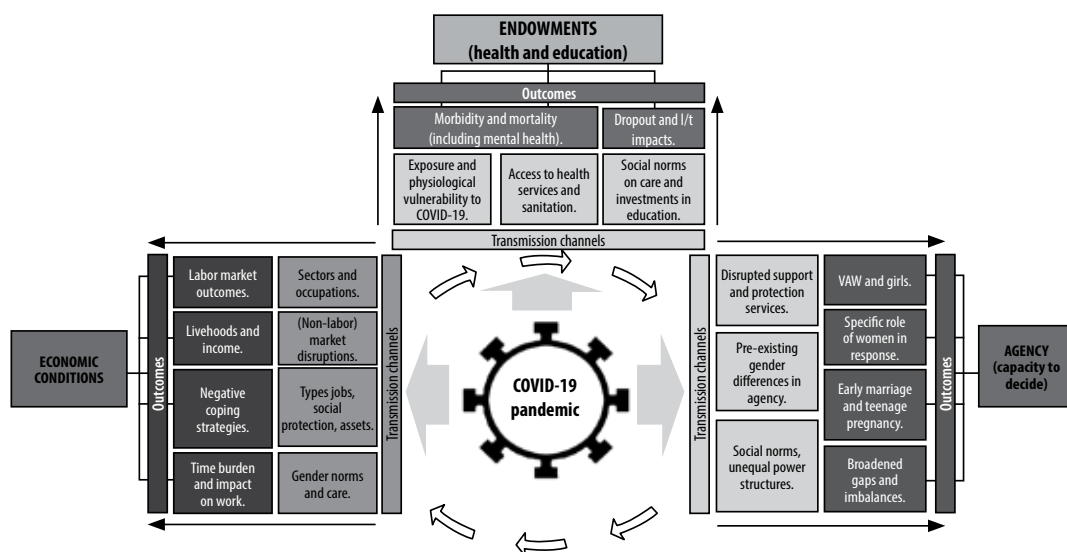 ENDOWMENTS
(health and education)
Outcomes
Morbidity and mortality
(including mental health).
Dropout and l/t
impacts.
Exposure and
physiological
vulnerability to
COVID-19.
Access to health
services and
sanitation.
Social norms
on care and
investments in
education.
Transmission channels
ECONOMIC
CONDITIONS
Outcomes
Labor market
outcomes.
Livehoods and
income.
Negative
coping
strategies.
Time burden
and impact
on work.
Sectors and
occupations.
(Non-labor)
market
disruptions.
Types jobs,
social
protection, assets.
Gender norms
and care.
Transmission channels
COVID-19
pandemic
Transmission channels
Disrupted support
and protection
services.
Pre-existing
gender
differences in
agency.
Social norms,
unequal power
structures.
VAW and girls.
Specific role
of women in
response.
Early marriage
and teenage
pregnancy.
Broadened
gaps and
imbalances.
Outcomes
AGENCY
(capacity to
decide)